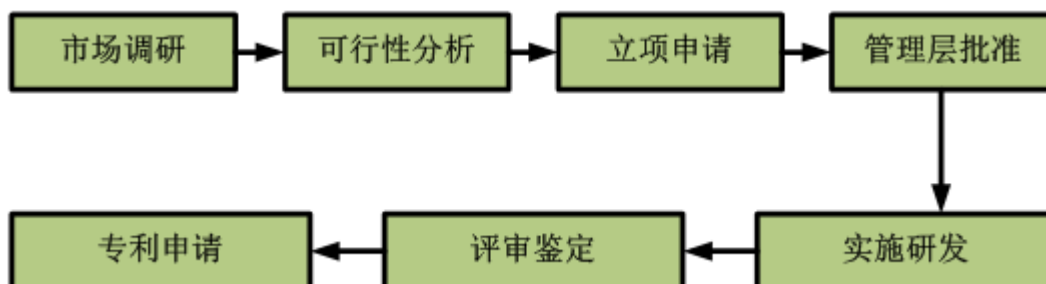 市场调研
可行性分析
立项申请
管理层批准
实施研发
评审鉴定
专利申请